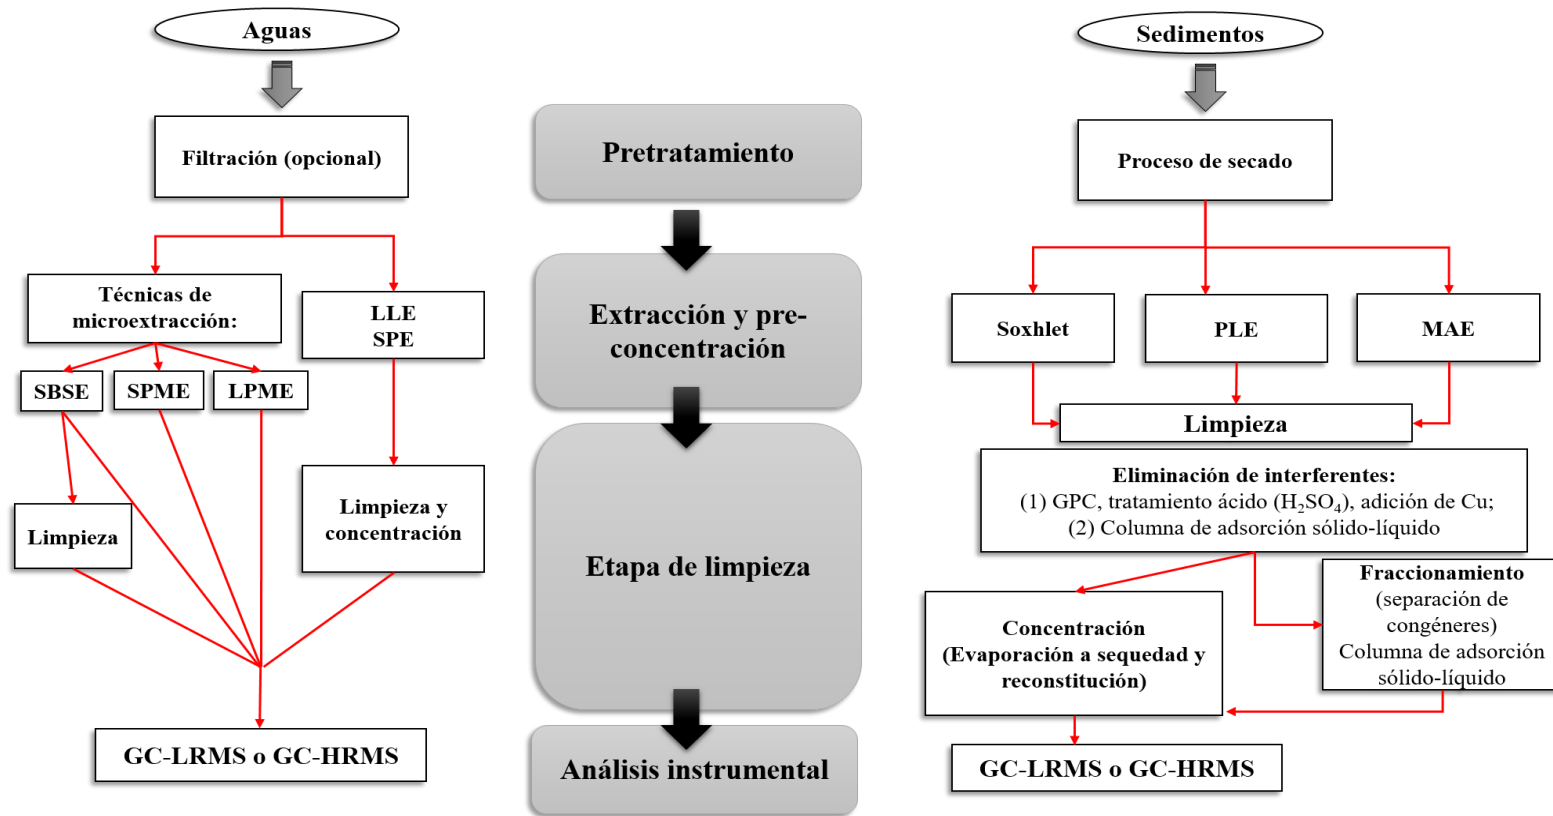 Aguas
Filtración (opcional)
Técnicas de
microextracción:
LLE
SPE
SBSE
SPME
LPME
Limpieza
Limpieza y
concentración
GC-LRMS o GC-HRMS
Pretratamiento
Extracción y pre-
concentración
Etapa de limpieza
Análisis instrumental
Sedimentos
Proceso de secado
Soxhlet
PLE
MAE
Limpieza
Eliminación de interferentes:
(1) GPC, tratamiento ácido (H₂SO₄), adición de Cu;
(2) Columna de adsorción sólido-líquido
Concentración
(Evaporación a sequedad y
reconstitución)
Fraccionamiento
(separación de
congéneres)
Columna de adsorción
sólido-líquido
GC-LRMS o GC-HRMS